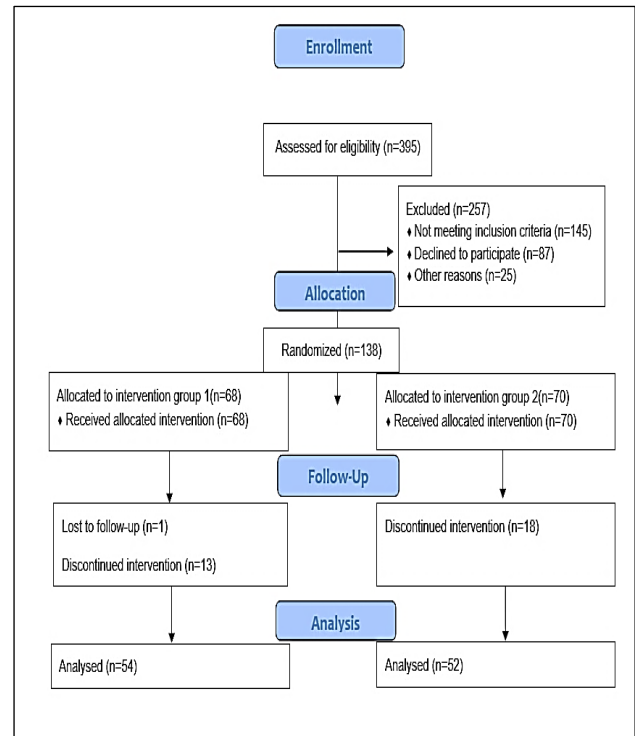 Enrollment
Assessed for eligibility (n=395)
Excluded (n=257)
♦ Not meeting inclusion criteria (n=145)
♦ Declined to participate (n=87)
♦ Other reasons (n=25)
Allocation
Randomized (n=138)
Allocated to intervention group 1(n=68)
♦ Received allocated intervention (n=68)
Allocated to intervention group 2(n=70)
♦ Received allocated intervention (n=70)
Follow-Up
Lost to follow-up (n=1)
Discontinued intervention (n=13)
Discontinued intervention (n=18)
Analysis
Analysed (n=54)
Analysed (n=52)